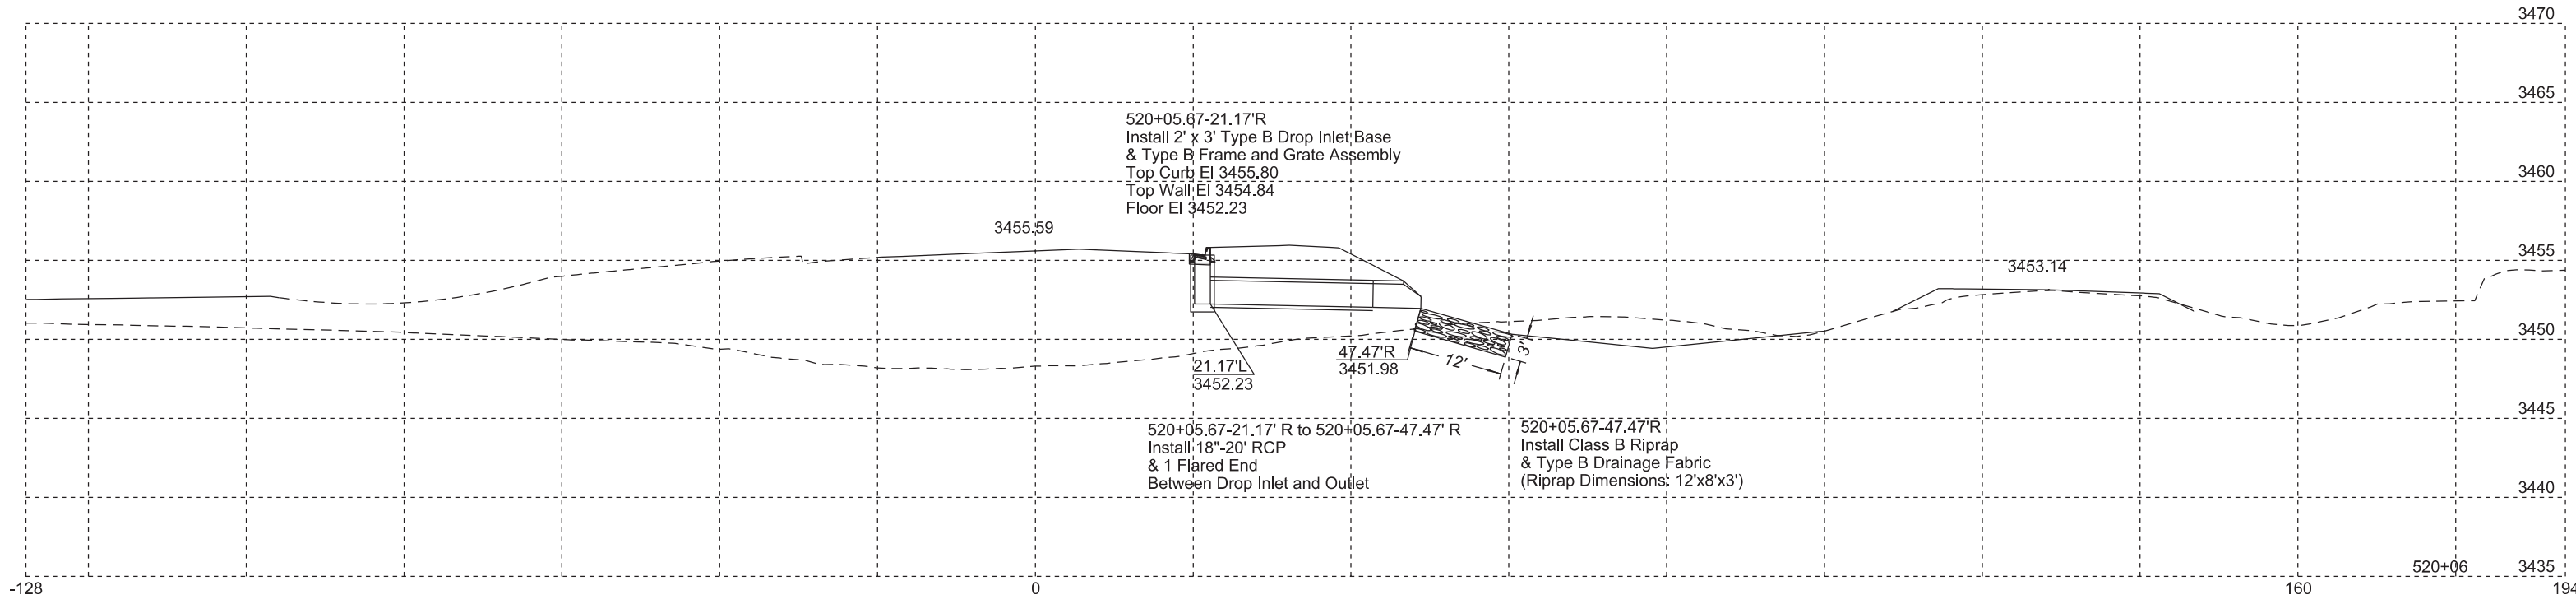 3470
3465
520+05.67-21.17'R
Install 2' x 3' Type B Drop Inlet Base
& Type B Frame and Grate Assembly
Top Curb El 3455.80
Top Wall El 3454.84
Floor El 3452.23
3460
3455.59
3455
3453.14
3450
47.47'R
3451.98
12'
3'
21.17'L
3452.23
3445
520+05.67-21.17' R to 520+05.67-47.47' R
Install 18"-20' RCP
& 1 Flared End
Between Drop Inlet and Outlet
520+05.67-47.47'R
Install Class B Riprap
& Type B Drainage Fabric
(Riprap Dimensions: 12'x8'x3')
3440
520+06
3435
-128
0
160
194